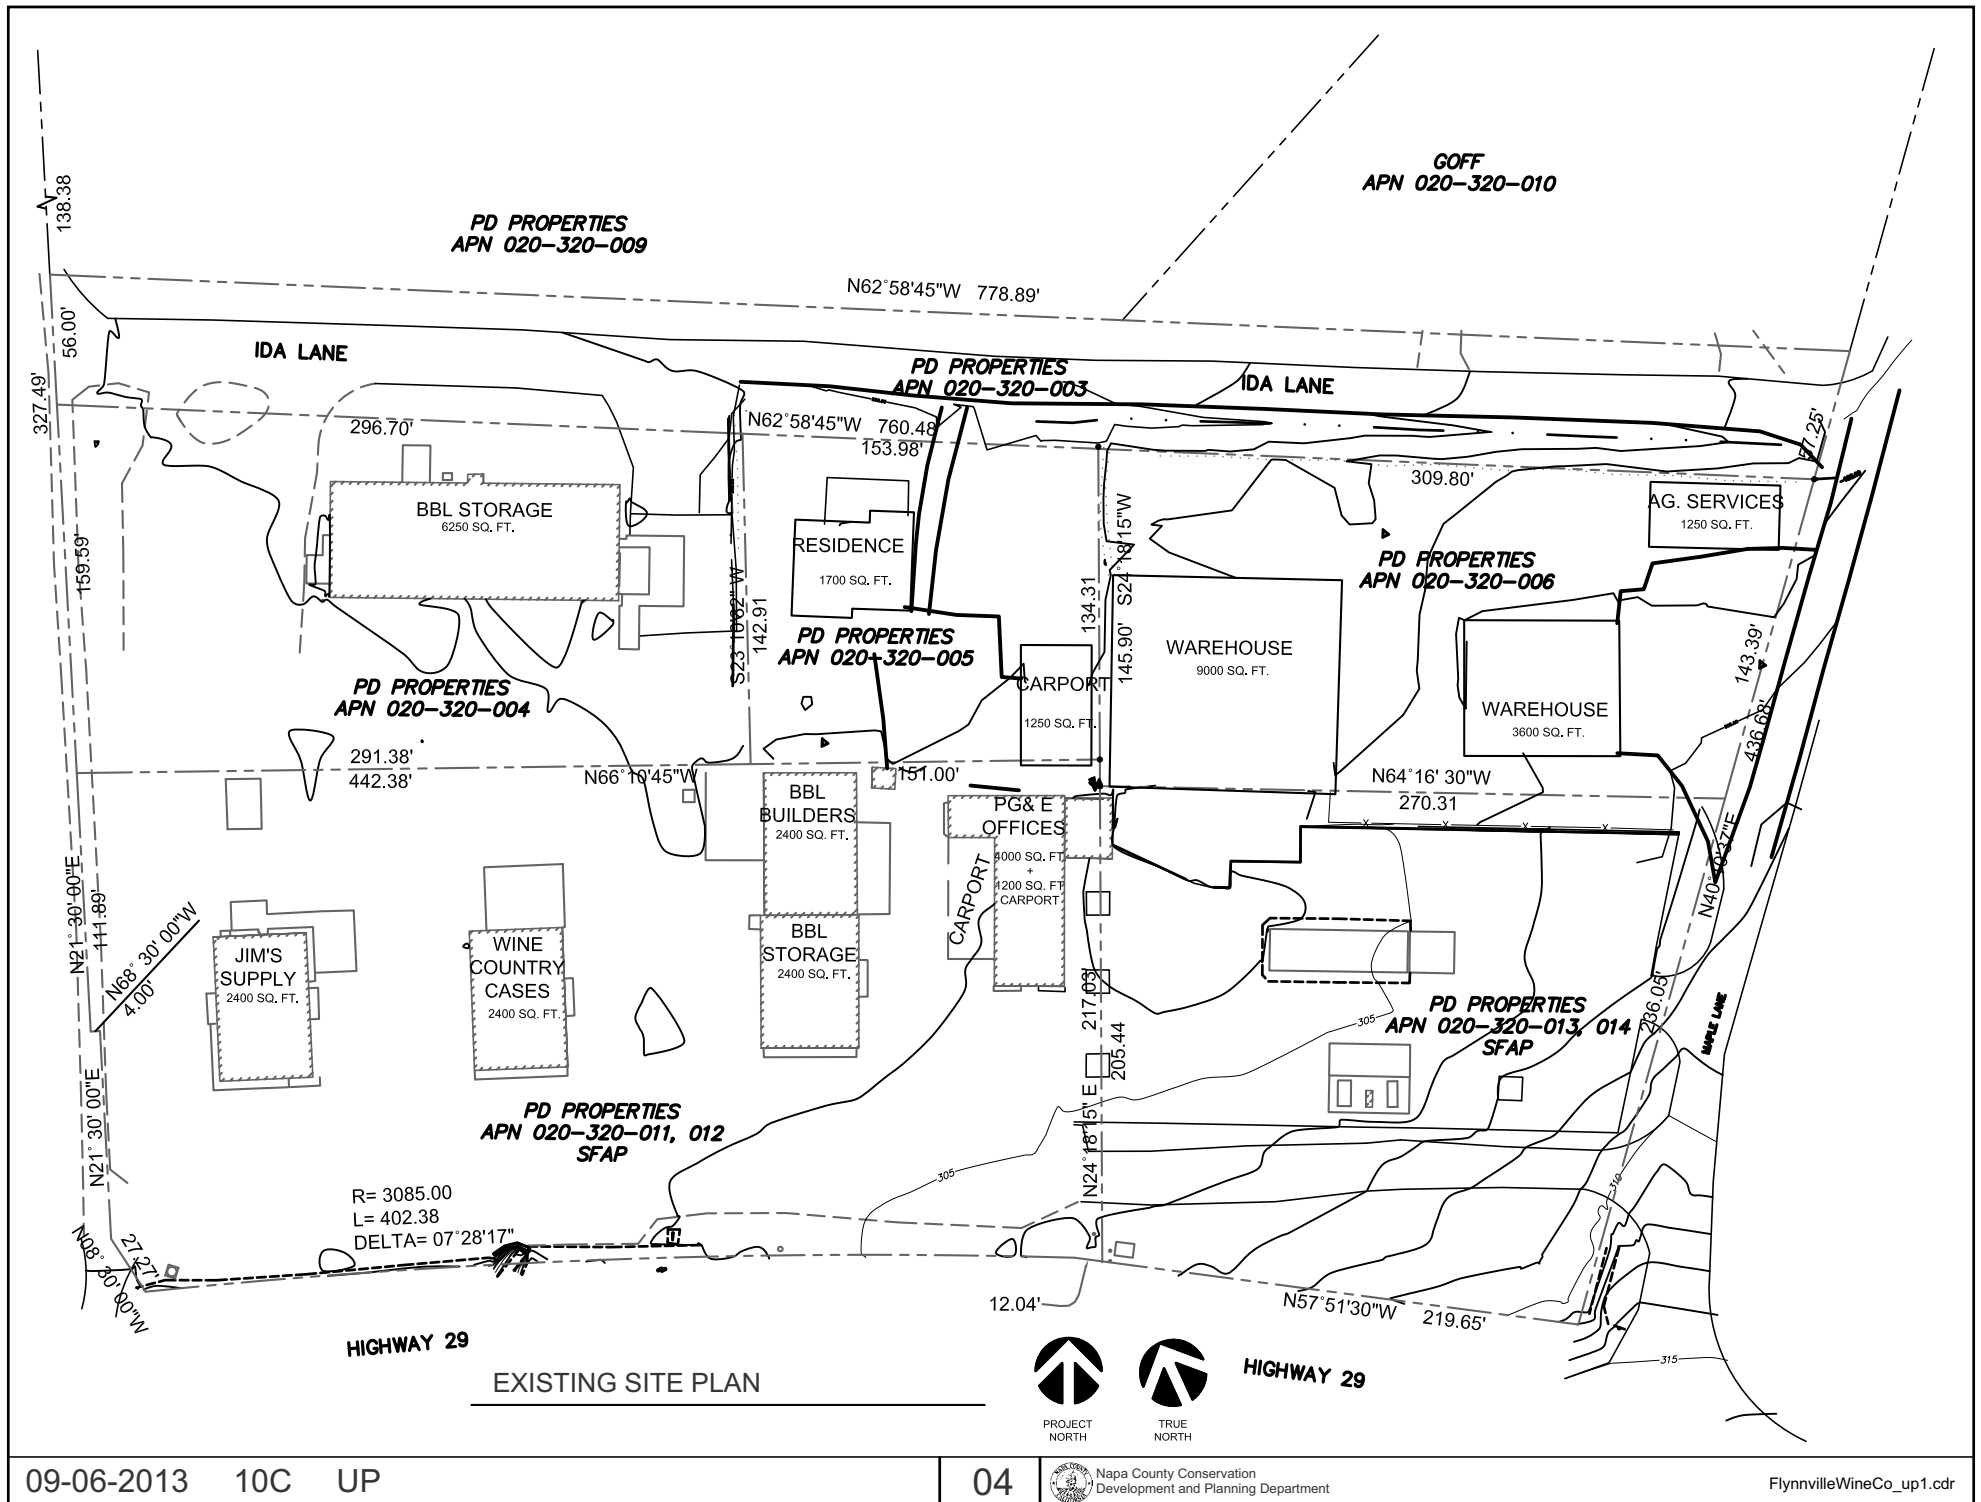 138.38
GOFF
APN 020-320-010
PD PROPERTIES
APN 020-320-009
N62°58'45"W 778.89'
56.00'
327.49'
IDA LANE
PD PROPERTIES
APN 020-320-003
IDA LANE
296.70'
N62°58'45"W 760.48
153.98'
57.25'
309.80'
BBL STORAGE
6250 SQ. FT.
AG. SERVICES
1250 SQ. FT.
RESIDENCE
1700 SQ. FT.
159.59'
S24°18'15"W
134.31
145.90'
PD PROPERTIES
APN 020-320-006
142.91
PD PROPERTIES
APN 020-320-005
WAREHOUSE
9000 SQ. FT.
143.39'
436.68'
CARPORT
1250 SQ. FT.
PD PROPERTIES
APN 020-320-004
WAREHOUSE
3600 SQ. FT.
291.38'
442.38'
N66°10'45"W
151.00'
N64°16' 30"W
270.31
BBL
BUILDERS
2400 SQ. FT.
PG& E
OFFICES
4000 SQ. FT
+
1200 SQ. FT
CARPORT
CARPORT
N21°30' 00"E
111.89'
N68°30' 00"W
4.00'
JIM'S
SUPPLY
2400 SQ. FT.
WINE
COUNTRY
CASES
2400 SQ. FT.
BBL
STORAGE
2400 SQ. FT.
217.03'
205.44
305
PD PROPERTIES
APN 020-320-013, 014
SFAP
236.05'
MAPLE LANE
N21°30' 00"E
PD PROPERTIES
APN 020-320-011, 012
SFAP
N24°18'15" E
305
310
R= 3085.00
L= 402.38
DELTA= 07°28'17"
27.27'
N08°30' 00"W
12.04'
N57°51'30"W 219.65'
HIGHWAY 29
HIGHWAY 29
315
EXISTING SITE PLAN
PROJECT
NORTH
TRUE
NORTH
09-06-2013 10C UP
04
Napa County Conservation
Development and Planning Department
FlynnvilleWineCo_up1.cdr